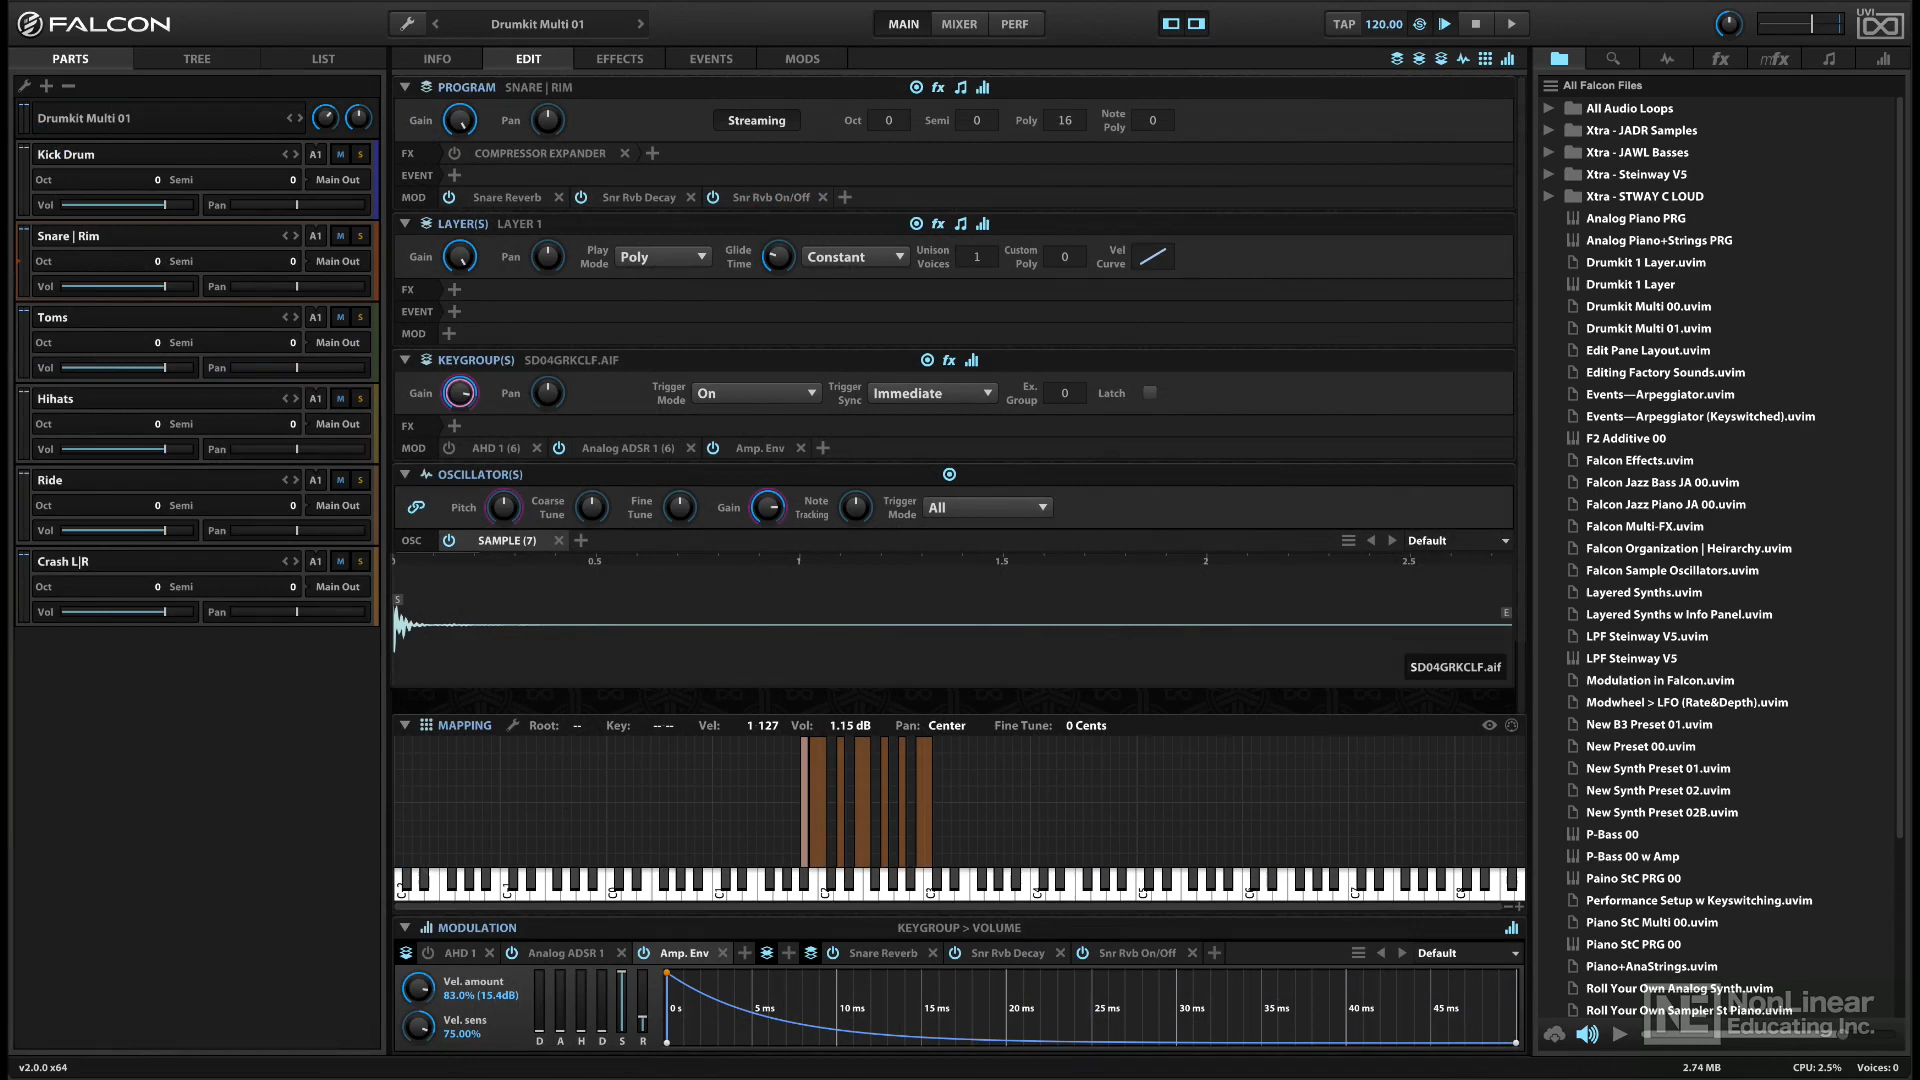 FALCON
Drumkit Multi 01
MAIN MIXER PERF
TAP 120.00
UVI
PARTS TREE LIST
INFO EDIT EFFECTS EVENTS MODS
fx mfx
Drumkit Multi 01
Kick Drum A1 M S
Oct 0 Semi 0 Main Out
Vol Pan
Snare | Rim A1 M S
Oct 0 Semi 0 Main Out
Vol Pan
Toms A1 M S
Oct 0 Semi 0 Main Out
Vol Pan
Hihats A1 M S
Oct 0 Semi 0 Main Out
Vol Pan
Ride A1 M S
Oct 0 Semi 0 Main Out
Vol Pan
Crash L|R A1 M S
Oct 0 Semi 0 Main Out
Vol Pan
PROGRAM SNARE | RIM fx
Gain Pan Streaming Oct 0 Semi 0 Poly 16 Note Poly 0
FX COMPRESSOR EXPANDER
EVENT
MOD Snare Reverb Snr Rvb Decay Snr Rvb On/Off
LAYER(S) LAYER 1 fx
Gain Pan Play Mode Poly Glide Time Constant Unison Voices 1 Custom Poly 0 Vel Curve
FX
EVENT
MOD
KEYGROUP(S) SD04GRKCLF.AIF fx
Gain Pan Trigger Mode On Trigger Sync Immediate Ex. Group 0 Latch
FX
MOD AHD 1 (6) Analog ADSR 1 (6) Amp. Env
OSCILLATOR(S)
Pitch Coarse Tune Fine Tune Gain Note Tracking Trigger Mode All
OSC SAMPLE (7) Default
0.5 1 1.5 2 2.5
S E
SD04GRKCLF.aif
MAPPING Root: -- Key: -- -- Vel: 1 127 Vol: 1.15 dB Pan: Center Fine Tune: 0 Cents
C-2 C-1 C0 C1 C2 C3 C4 C5 C6 C7 C8
MODULATION KEYGROUP > VOLUME
AHD 1 Analog ADSR 1 Amp. Env Snare Reverb Snr Rvb Decay Snr Rvb On/Off Default
Vel. amount
83.0% (15.4dB)
Vel. sens
75.00%
D A H D S R
0 s 5 ms 10 ms 15 ms 20 ms 25 ms 30 ms 35 ms 40 ms 45 ms
All Falcon Files
All Audio Loops
Xtra - JADR Samples
Xtra - JAWL Basses
Xtra - Steinway V5
Xtra - STWAY C LOUD
Analog Piano PRG
Analog Piano+Strings PRG
Drumkit 1 Layer.uvim
Drumkit 1 Layer
Drumkit Multi 00.uvim
Drumkit Multi 01.uvim
Edit Pane Layout.uvim
Editing Factory Sounds.uvim
Events—Arpeggiator.uvim
Events—Arpeggiator (Keyswitched).uvim
F2 Additive 00
Falcon Effects.uvim
Falcon Jazz Bass JA 00.uvim
Falcon Jazz Piano JA 00.uvim
Falcon Multi-FX.uvim
Falcon Organization | Heirarchy.uvim
Falcon Sample Oscillators.uvim
Layered Synths.uvim
Layered Synths w Info Panel.uvim
LPF Steinway V5.uvim
LPF Steinway V5
Modulation in Falcon.uvim
Modwheel > LFO (Rate&Depth).uvim
New B3 Preset 01.uvim
New Preset 00.uvim
New Synth Preset 01.uvim
New Synth Preset 02.uvim
New Synth Preset 02B.uvim
P-Bass 00
P-Bass 00 w Amp
Paino StC PRG 00
Performance Setup w Keyswitching.uvim
Piano StC Multi 00.uvim
Piano StC PRG 00
Piano+AnaStrings.uvim
Roll Your Own Analog Synth.uvim
Roll Your Own Sampler St Piano.uvim
NE NonLinear
Educating Inc.
v2.0.0 x64
2.74 MB CPU: 2.5% Voices: 0